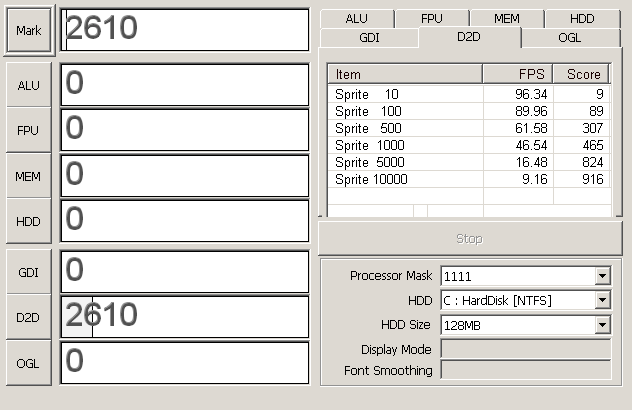 Mark 2610
ALU 0
FPU 0
MEM 0
HDD 0
GDI 0
D2D 2610
OGL 0
ALU FPU MEM HDD
GDI D2D OGL
Item FPS Score
Sprite 10 96.34 9
Sprite 100 89.96 89
Sprite 500 61.58 307
Sprite 1000 46.54 465
Sprite 5000 16.48 824
Sprite 10000 9.16 916
Stop
Processor Mask 1111
HDD C : HardDisk [NTFS]
HDD Size 128MB
Display Mode
Font Smoothing